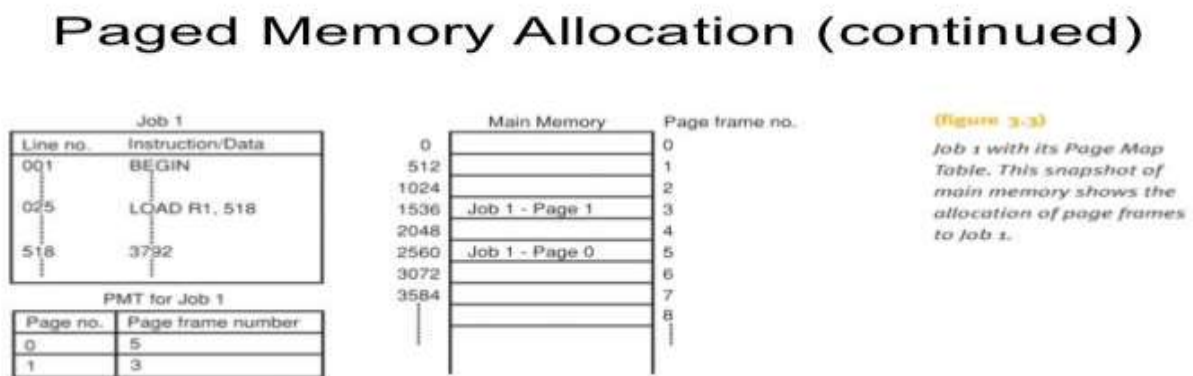 Paged Memory Allocation (continued)
Job 1
Line no. Instruction/Data
001 BEGIN
025 LOAD R1, 518
518 3792
PMT for Job 1
Page no. Page frame number
0 5
1 3
Main Memory Page frame no.
0 0
512 1
1024 2
1536 Job 1 - Page 1 3
2048 4
2560 Job 1 - Page 0 5
3072 6
3584 7
8
(figure 3.3)
Job 1 with its Page Map
Table. This snapshot of
main memory shows the
allocation of page frames
to Job 1.